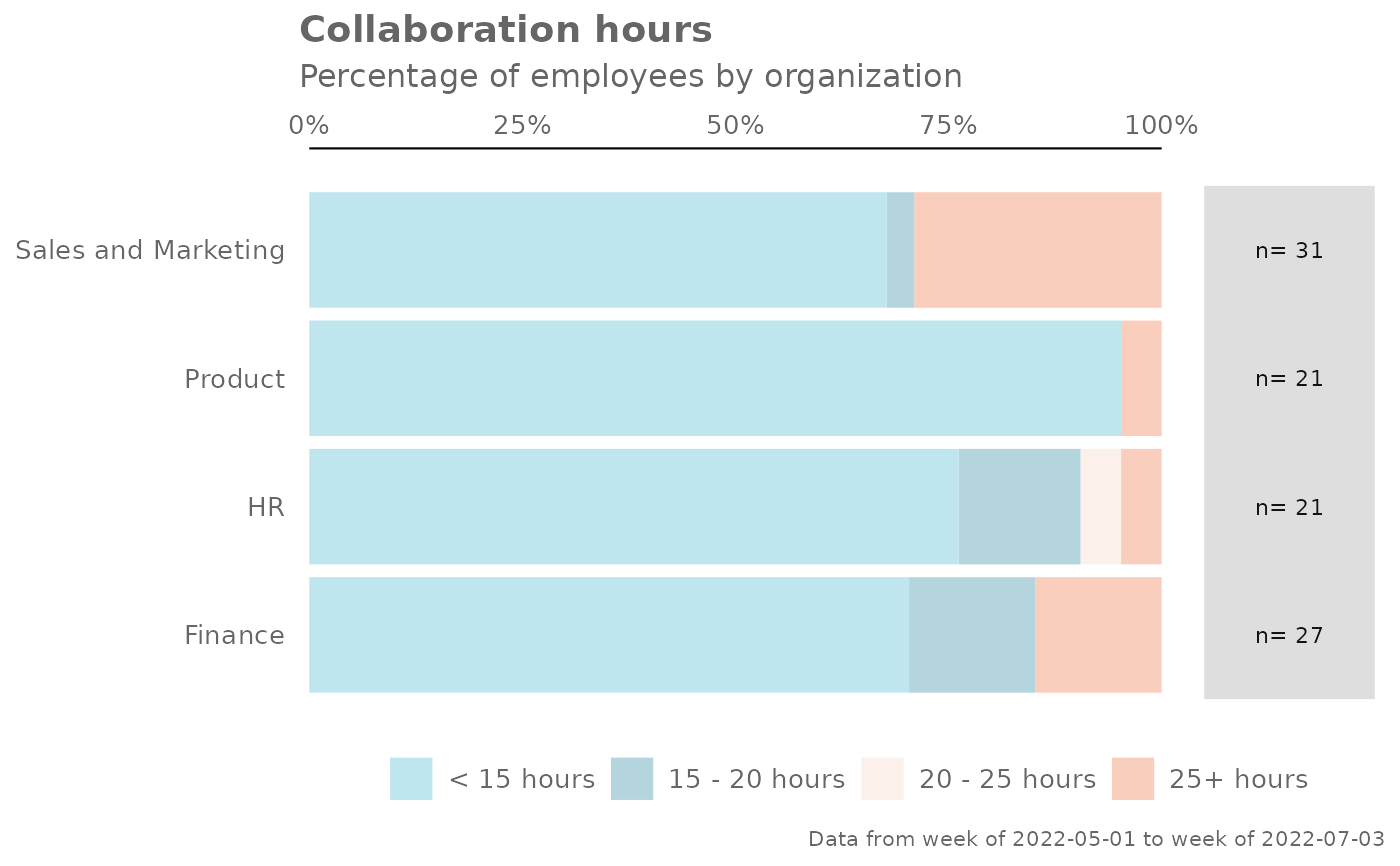 Collaboration hours
Percentage of employees by organization
0% 25% 50% 75% 100%
Sales and Marketing n= 31
Product n= 21
HR n= 21
Finance n= 27
< 15 hours 15 - 20 hours 20 - 25 hours 25+ hours
Data from week of 2022-05-01 to week of 2022-07-03